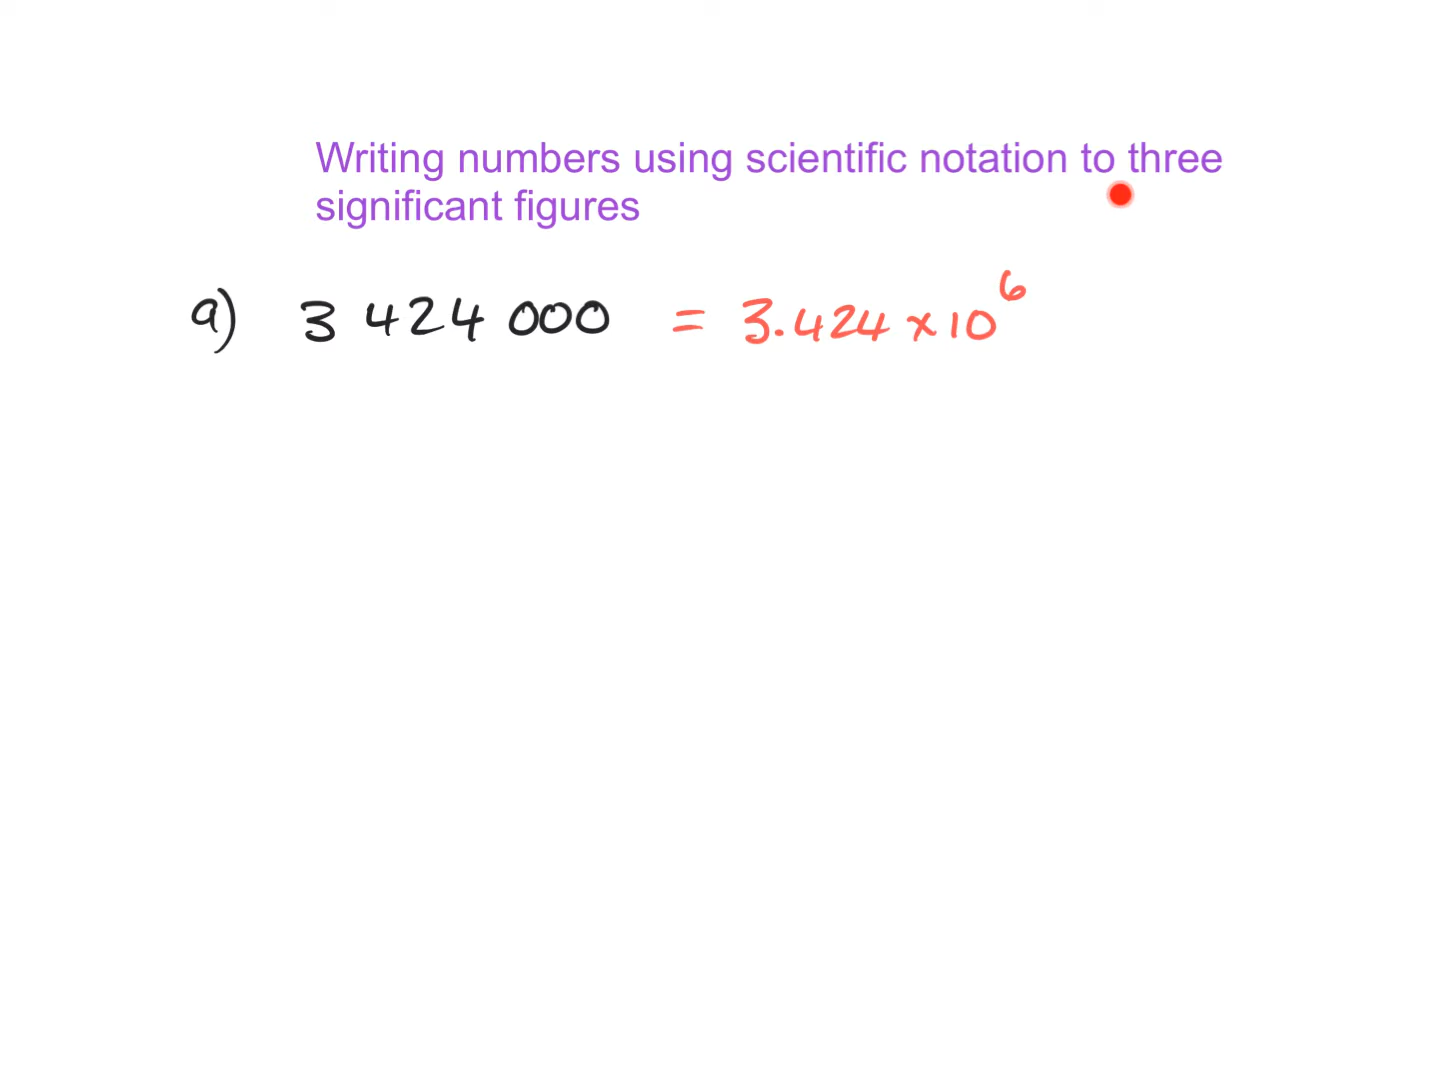 Writing numbers using scientific notation to three
significant figures
a) 3 424 000 = 3.424 x 10⁶